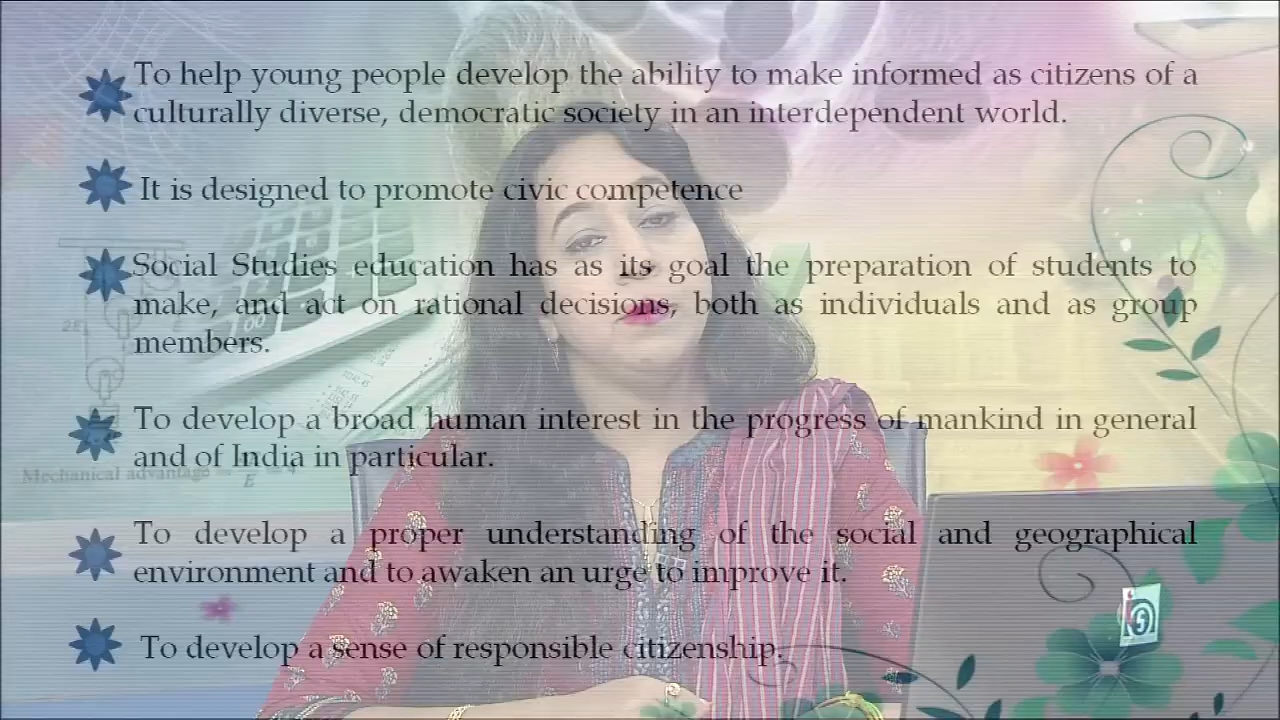 To help young people develop the ability to make informed as citizens of a
culturally diverse, democratic society in an interdependent world.
It is designed to promote civic competence
Social Studies education has as its goal the preparation of students to
make, and act on rational decisions, both as individuals and as group
members.
To develop a broad human interest in the progress of mankind in general
and of India in particular.
Mechanical advantage =
E
To develop a proper understanding of the social and geographical
environment and to awaken an urge to improve it.
To develop a sense of responsible citizenship.